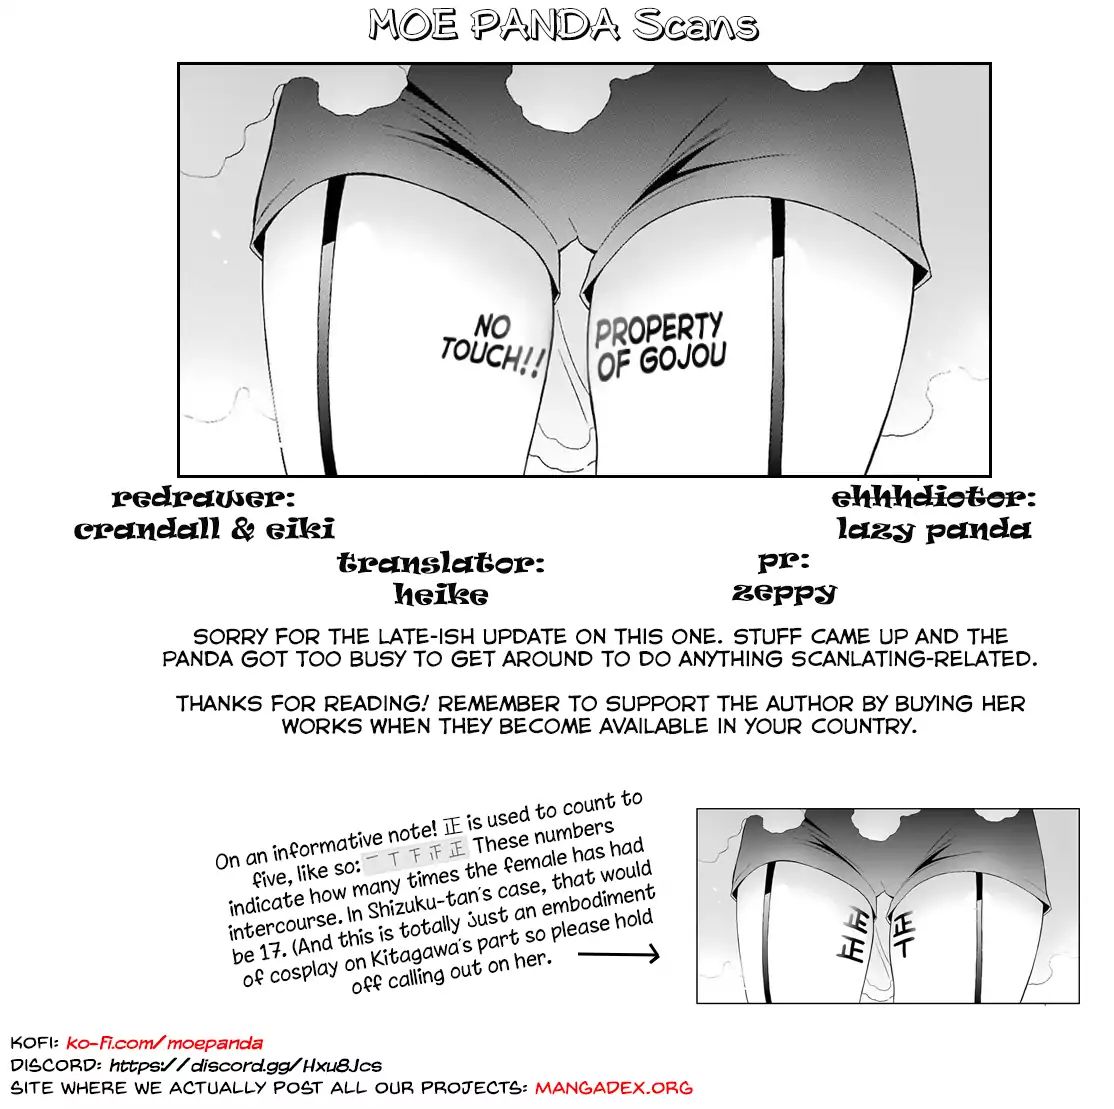 MOE PANDA Scans
NO
TOUCH!!
PROPERTY
OF GOJOU
redrawer:
crandall & eiki
ehhhdiotor:
lazy panda
translator:
heike
pr:
zeppy
SORRY FOR THE LATE-ISH UPDATE ON THIS ONE. STUFF CAME UP AND THE
PANDA GOT TOO BUSY TO GET AROUND TO DO ANYTHING SCANLATING-RELATED.
THANKS FOR READING! REMEMBER TO SUPPORT THE AUTHOR BY BUYING HER
WORKS WHEN THEY BECOME AVAILABLE IN YOUR COUNTRY.
On an informative note! 正 is used to count to
five, like so: 一 丅 下 𠄟 正 These numbers
indicate how many times the female has had
intercourse. In Shizuku-tan's case, that would
be 17. (And this is totally just an embodiment
of cosplay on Kitagawa's part so please hold
off calling out on her.
正 正
正 丅
KOFI: ko-fi.com/moepanda
DISCORD: https://discord.gg/Hxu8Jcs
SITE WHERE WE ACTUALLY POST ALL OUR PROJECTS: MANGADEX.ORG